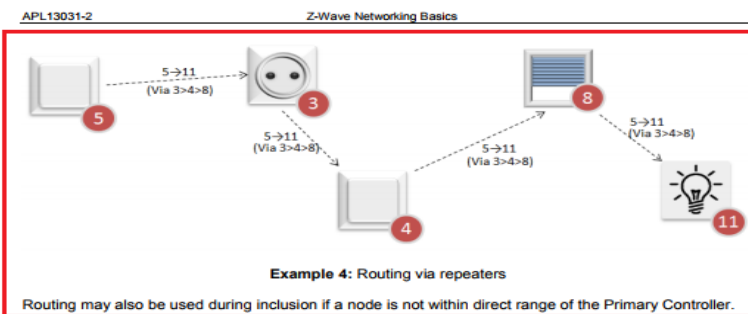 APL13031-2 Z-Wave Networking Basics
5→11
(Via 3>4>8)
5
3
5→11
(Via 3>4>8)
4
5→11
(Via 3>4>8)
8
5→11
(Via 3>4>8)
11
Example 4: Routing via repeaters
Routing may also be used during inclusion if a node is not within direct range of the Primary Controller.